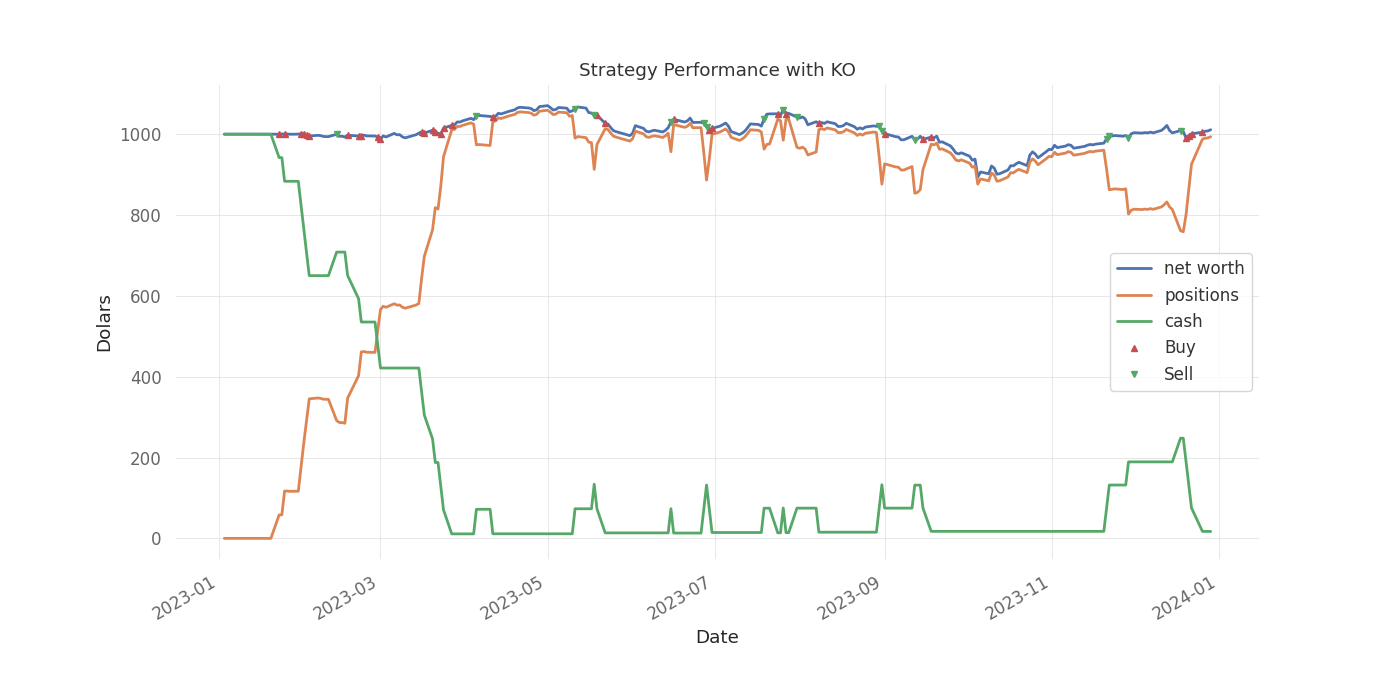 Strategy Performance with KO
1000
800
600
400
200
0
Dolars
net worth
positions
cash
Buy
Sell
2023-01
2023-03
2023-05
2023-07
2023-09
2023-11
2024-01
Date